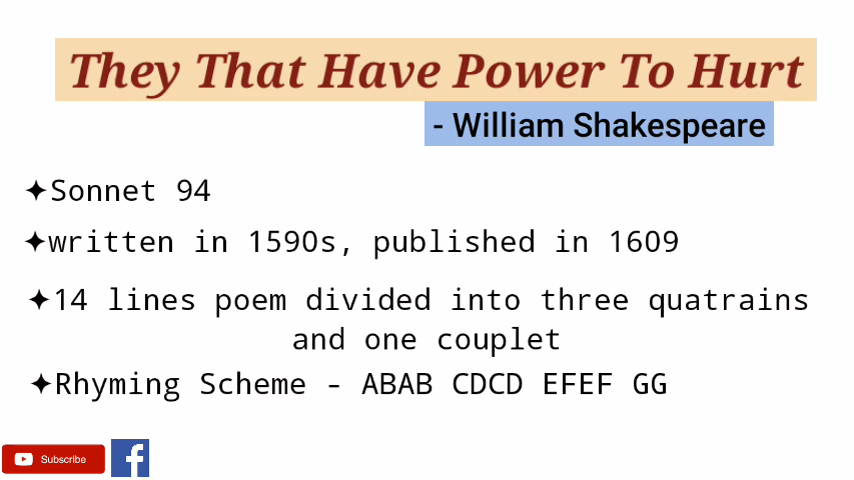 They That Have Power To Hurt
- William Shakespeare
✦Sonnet 94
✦written in 1590s, published in 1609
✦14 lines poem divided into three quatrains
and one couplet
✦Rhyming Scheme - ABAB CDCD EFEF GG
Subscribe